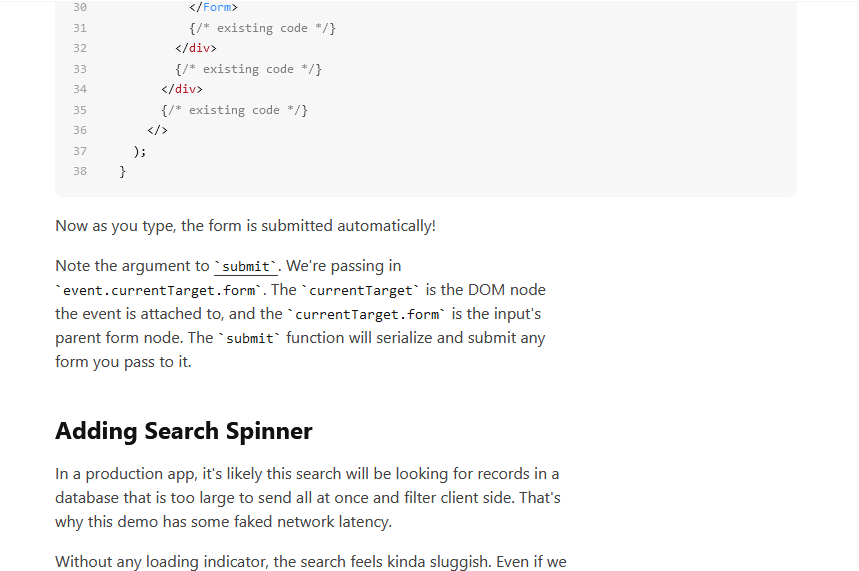 30 </Form>
31 {/* existing code */}
32 </div>
33 {/* existing code */}
34 </div>
35 {/* existing code */}
36 </>
37 );
38 }
Now as you type, the form is submitted automatically!
Note the argument to `submit`. We're passing in
`event.currentTarget.form`. The `currentTarget` is the DOM node
the event is attached to, and the `currentTarget.form` is the input's
parent form node. The `submit` function will serialize and submit any
form you pass to it.
Adding Search Spinner
In a production app, it's likely this search will be looking for records in a
database that is too large to send all at once and filter client side. That's
why this demo has some faked network latency.
Without any loading indicator, the search feels kinda sluggish. Even if we